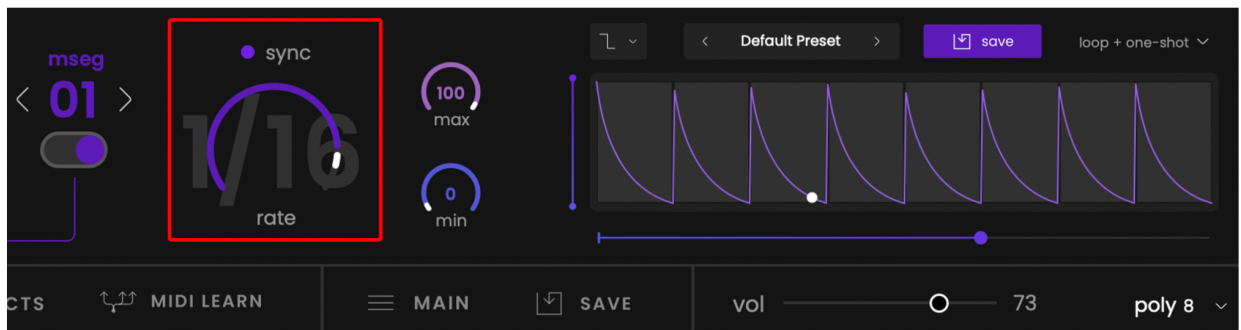 mseg
01
sync
1/16
rate
100
max
0
min
Default Preset
save
loop + one-shot
CTS
MIDI LEARN
MAIN
SAVE
vol
73
poly 8